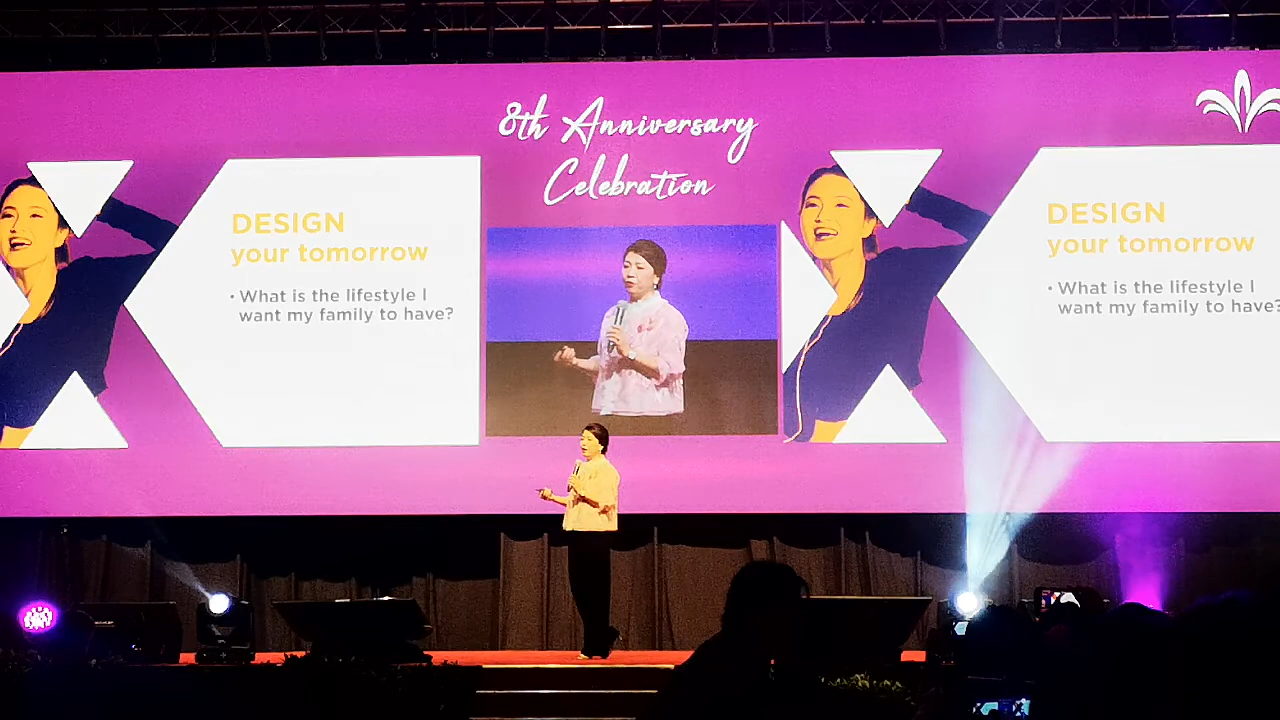 8th Anniversary
Celebration
DESIGN
your tomorrow
• What is the lifestyle I
want my family to have?
DESIGN
your tomorrow
• What is the lifestyle I
want my family to have?